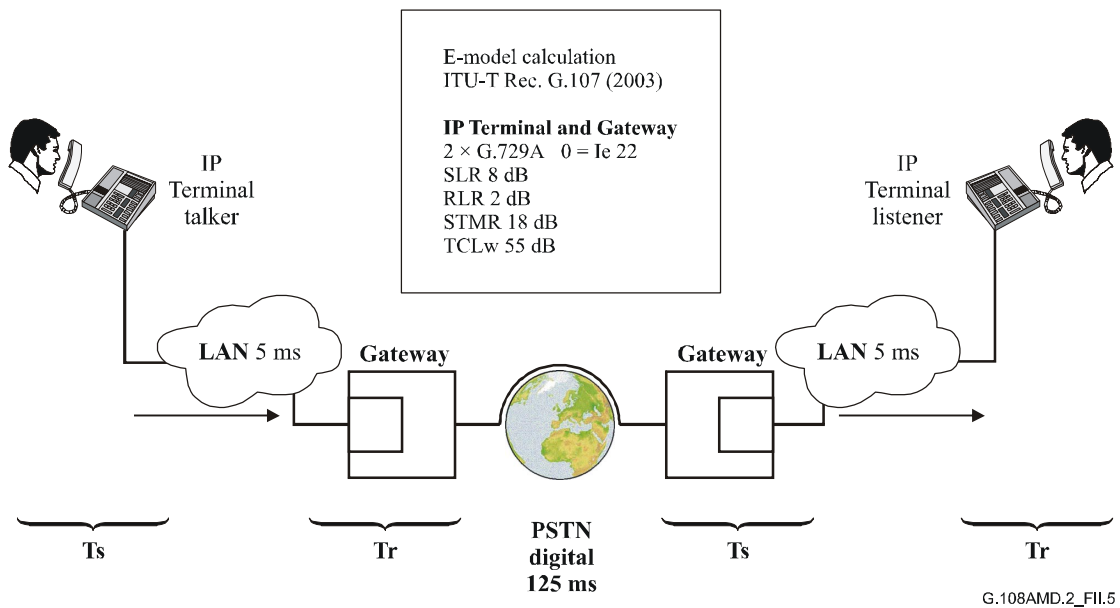 E-model calculation
ITU-T Rec. G.107 (2003)
IP Terminal and Gateway
2 × G.729A 0 = Ie 22
SLR 8 dB
RLR 2 dB
STMR 18 dB
TCLw 55 dB
IP
Terminal
talker
IP
Terminal
listener
LAN 5 ms
Gateway
Gateway
LAN 5 ms
Ts
Tr
PSTN
digital
125 ms
Ts
Tr
G.108AMD.2_FII.5